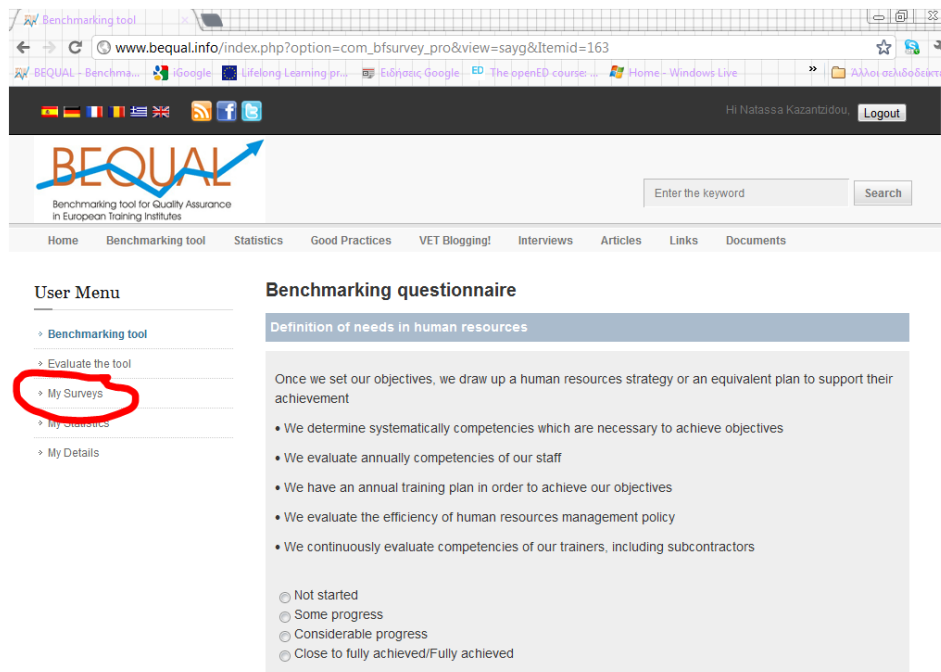 Benchmarking tool
www.bequal.info/index.php?option=com_bfsurvey_pro&view=sayg&Itemid=163
BEQUAL - Benchma... iGoogle Lifelong Learning pr... Ειδήσεις Google ED The openED course: ... Home - Windows Live » Άλλοι σελιδοδείκτ
Hi Natassa Kazantzidou, Logout
BEQUAL
Benchmarking tool for Quality Assurance
in European Training Institutes
Enter the keyword Search
Home Benchmarking tool Statistics Good Practices VET Blogging! Interviews Articles Links Documents
User Menu
Benchmarking tool
Evaluate the tool
My Surveys
My Statistics
My Details
Benchmarking questionnaire
Definition of needs in human resources
Once we set our objectives, we draw up a human resources strategy or an equivalent plan to support their
achievement
• We determine systematically competencies which are necessary to achieve objectives
• We evaluate annually competencies of our staff
• We have an annual training plan in order to achieve our objectives
• We evaluate the efficiency of human resources management policy
• We continuously evaluate competencies of our trainers, including subcontractors
Not started
Some progress
Considerable progress
Close to fully achieved/Fully achieved